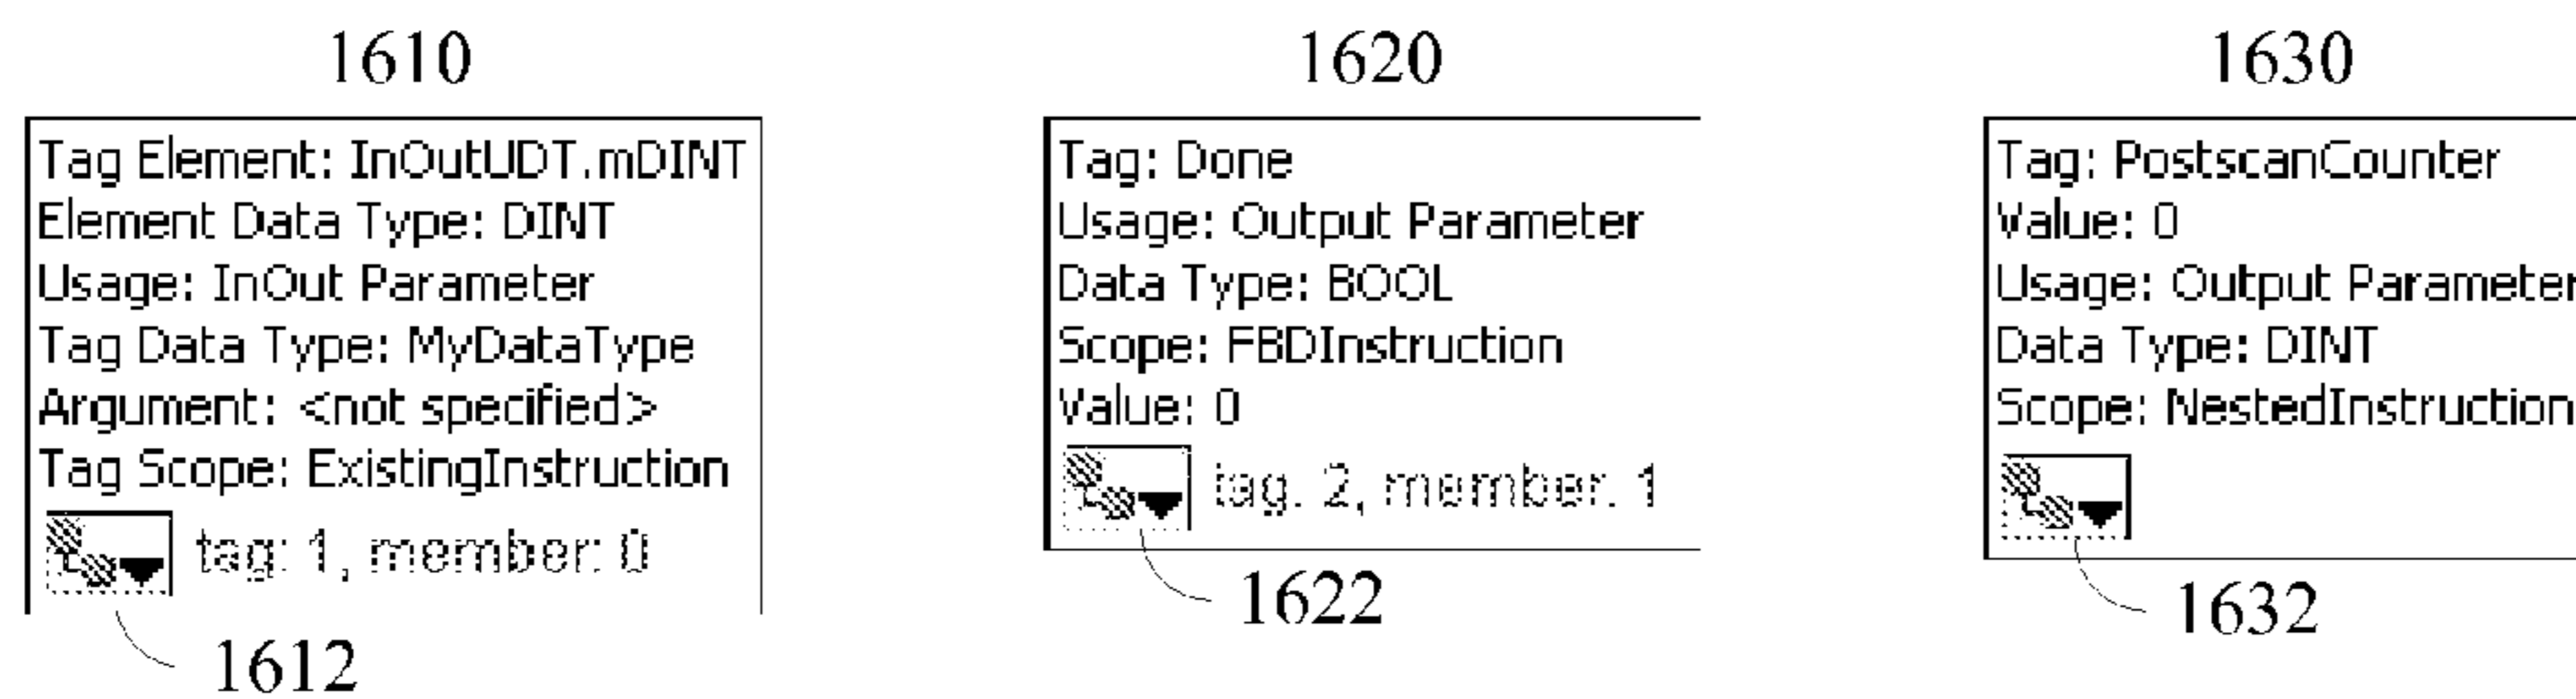 1610
Tag Element: InOutUDT.mDINT
Element Data Type: DINT
Usage: InOut Parameter
Tag Data Type: MyDataType
Argument: <not specified>
Tag Scope: ExistingInstruction
tag: 1, member: 0
1612
1620
Tag: Done
Usage: Output Parameter
Data Type: BOOL
Scope: FBDInstruction
Value: 0
tag. 2, member. 1
1622
1630
Tag: PostscanCounter
Value: 0
Usage: Output Parameter
Data Type: DINT
Scope: NestedInstruction
1632